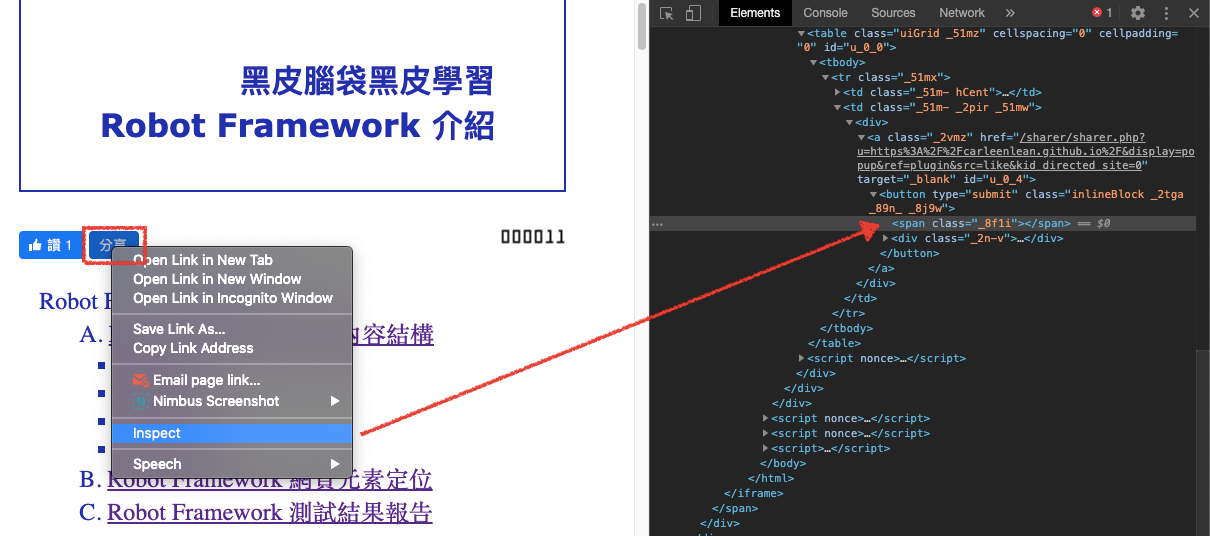 黑皮腦袋黑皮學習
Robot Framework 介紹
讚 1
分享
000011
Open Link in New Tab
Open Link in New Window
Open Link in Incognito Window
Save Link As...
Copy Link Address
Email page link...
Nimbus Screenshot
Inspect
Speech
Robot
A.
內容結構
B. Robot Framework 網頁元素定位
C. Robot Framework 測試結果報告
Elements Console Sources Network » 1
<table class="uiGrid _51mz" cellspacing="0" cellpadding=
"0" id="u_0_0">
<tbody>
<tr class="_51mx">
<td class="_51m- hCent">…</td>
<td class="_51m- _2pir _51mw">
<div>
<a class="_2vmz" href="/sharer/sharer.php?
u=https%3A%2F%2Fcarleenlean.github.io%2F&display=po
pup&ref=plugin&src=like&kid_directed_site=0"
target="_blank" id="u_0_4">
<button type="submit" class="inlineBlock _2tga
_89n_ _8j9w">
… <span class="_8f1i"></span> == $0
<div class="_2n-v">…</div>
</button>
</a>
</div>
</td>
</tr>
</tbody>
</table>
<script nonce>…</script>
</div>
</div>
</div>
<script nonce>…</script>
<script nonce>…</script>
<script>…</script>
</body>
</html>
</iframe>
</span>
</div>